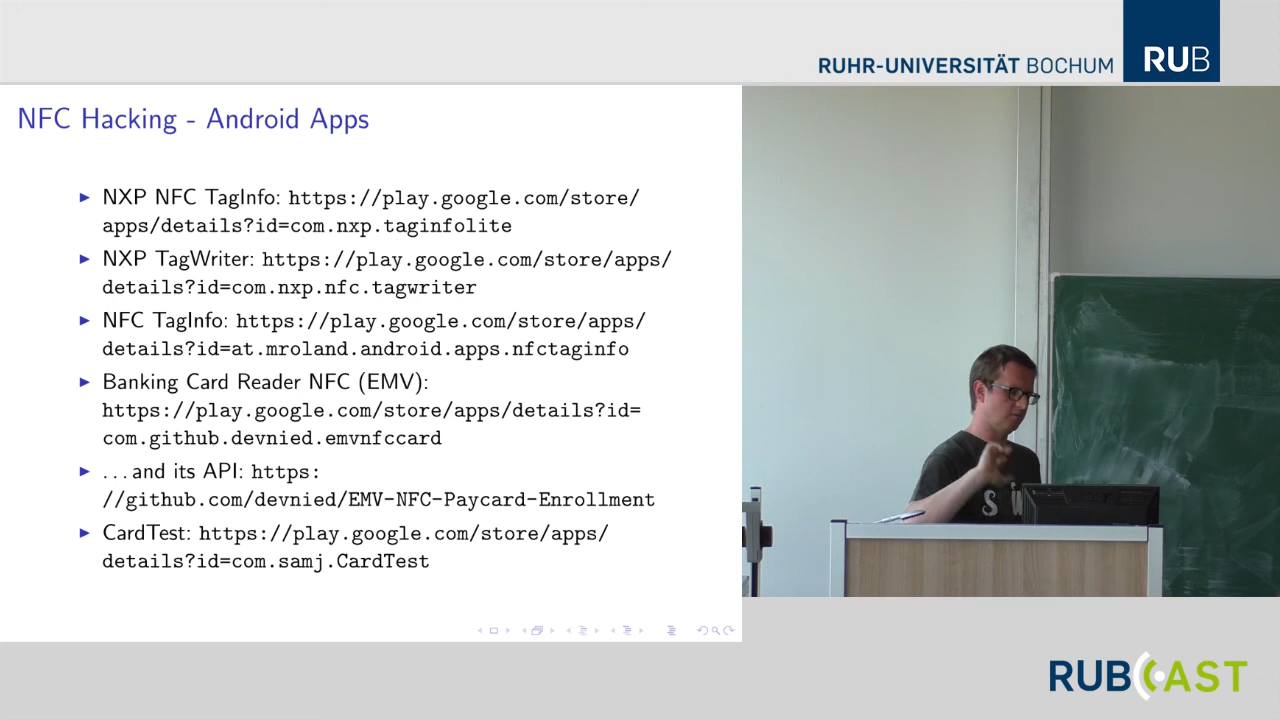 RUHR-UNIVERSITÄT BOCHUM
RUB
NFC Hacking - Android Apps
▶ NXP NFC TagInfo: https://play.google.com/store/
apps/details?id=com.nxp.taginfolite
▶ NXP TagWriter: https://play.google.com/store/apps/
details?id=com.nxp.nfc.tagwriter
▶ NFC TagInfo: https://play.google.com/store/apps/
details?id=at.mroland.android.apps.nfctaginfo
▶ Banking Card Reader NFC (EMV):
https://play.google.com/store/apps/details?id=
com.github.devnied.emvnfccard
▶ ...and its API: https:
//github.com/devnied/EMV-NFC-Paycard-Enrollment
▶ CardTest: https://play.google.com/store/apps/
details?id=com.samj.CardTest
RUBCAST